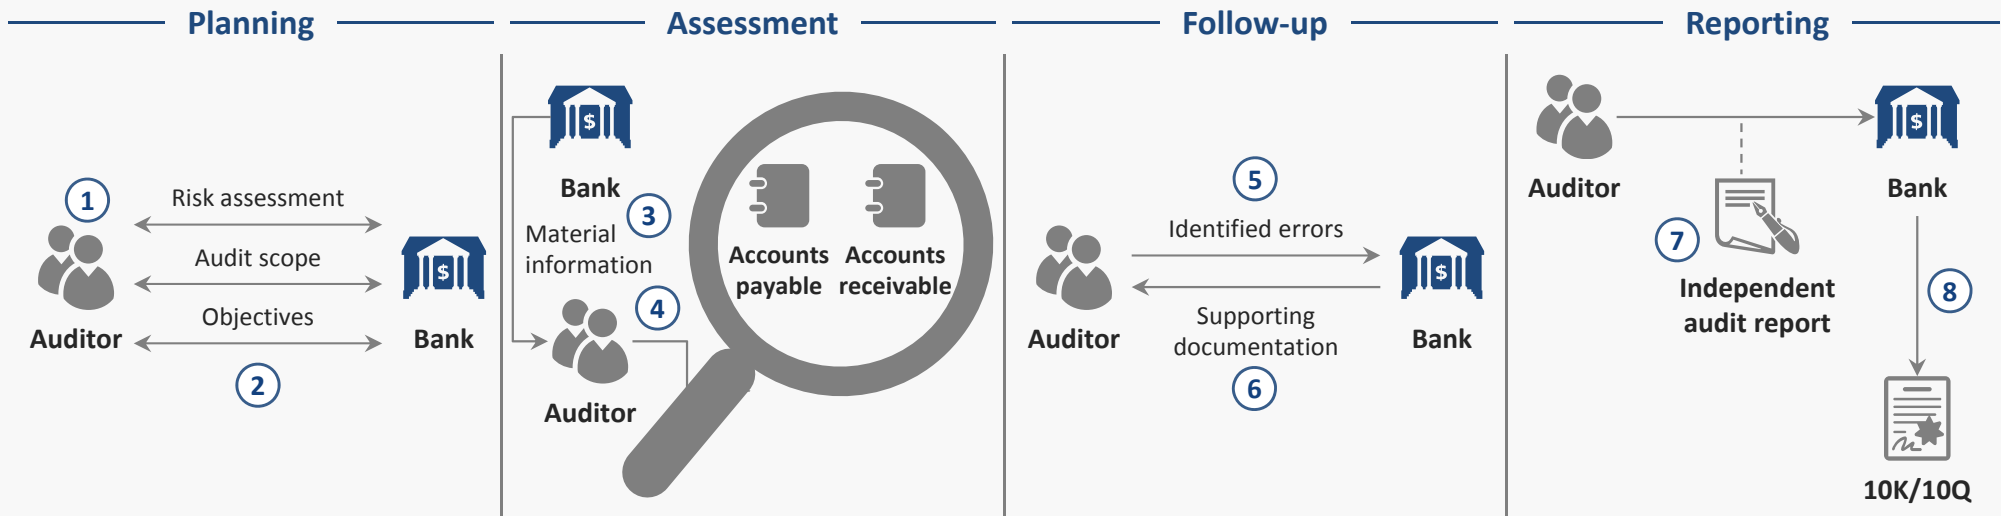 Planning
Assessment
Follow-up
Reporting
1
Risk assessment
Audit scope
Objectives
Auditor
$
Bank
2
$
Bank
3
Material
information
4
Auditor
Accounts
payable
Accounts
receivable
5
Identified errors
Supporting
documentation
6
Auditor
$
Bank
Auditor
$
Bank
7
Independent
audit report
8
10K/10Q